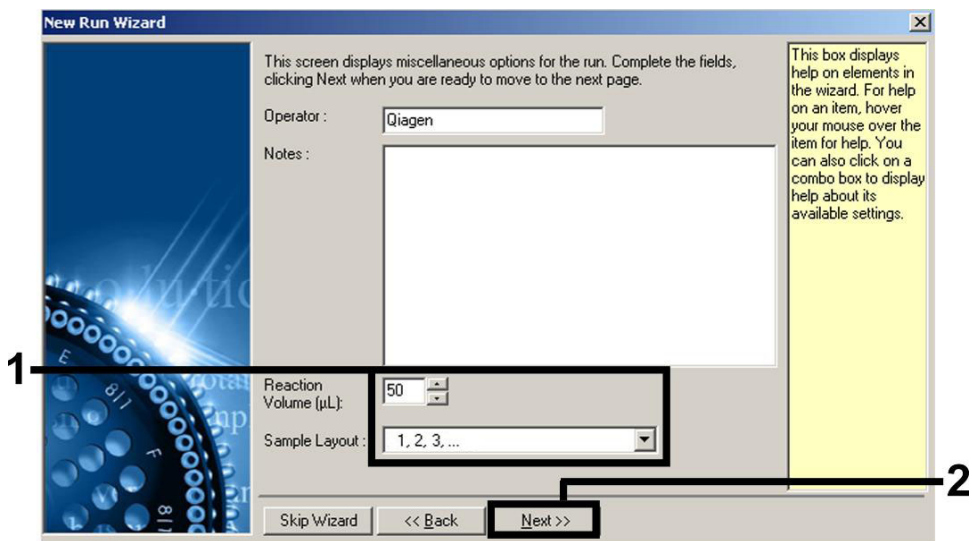 New Run Wizard
This screen displays miscellaneous options for the run. Complete the fields,
clicking Next when you are ready to move to the next page.
Operator :
Qiagen
Notes :
This box displays
help on elements in
the wizard. For help
on an item, hover
your mouse over the
item for help. You
can also click on a
combo box to display
help about its
available settings.
1
Reaction
Volume (µL):
50
Sample Layout :
1, 2, 3, ...
2
Skip Wizard
<< Back
Next >>
E
8|1
F
8|1